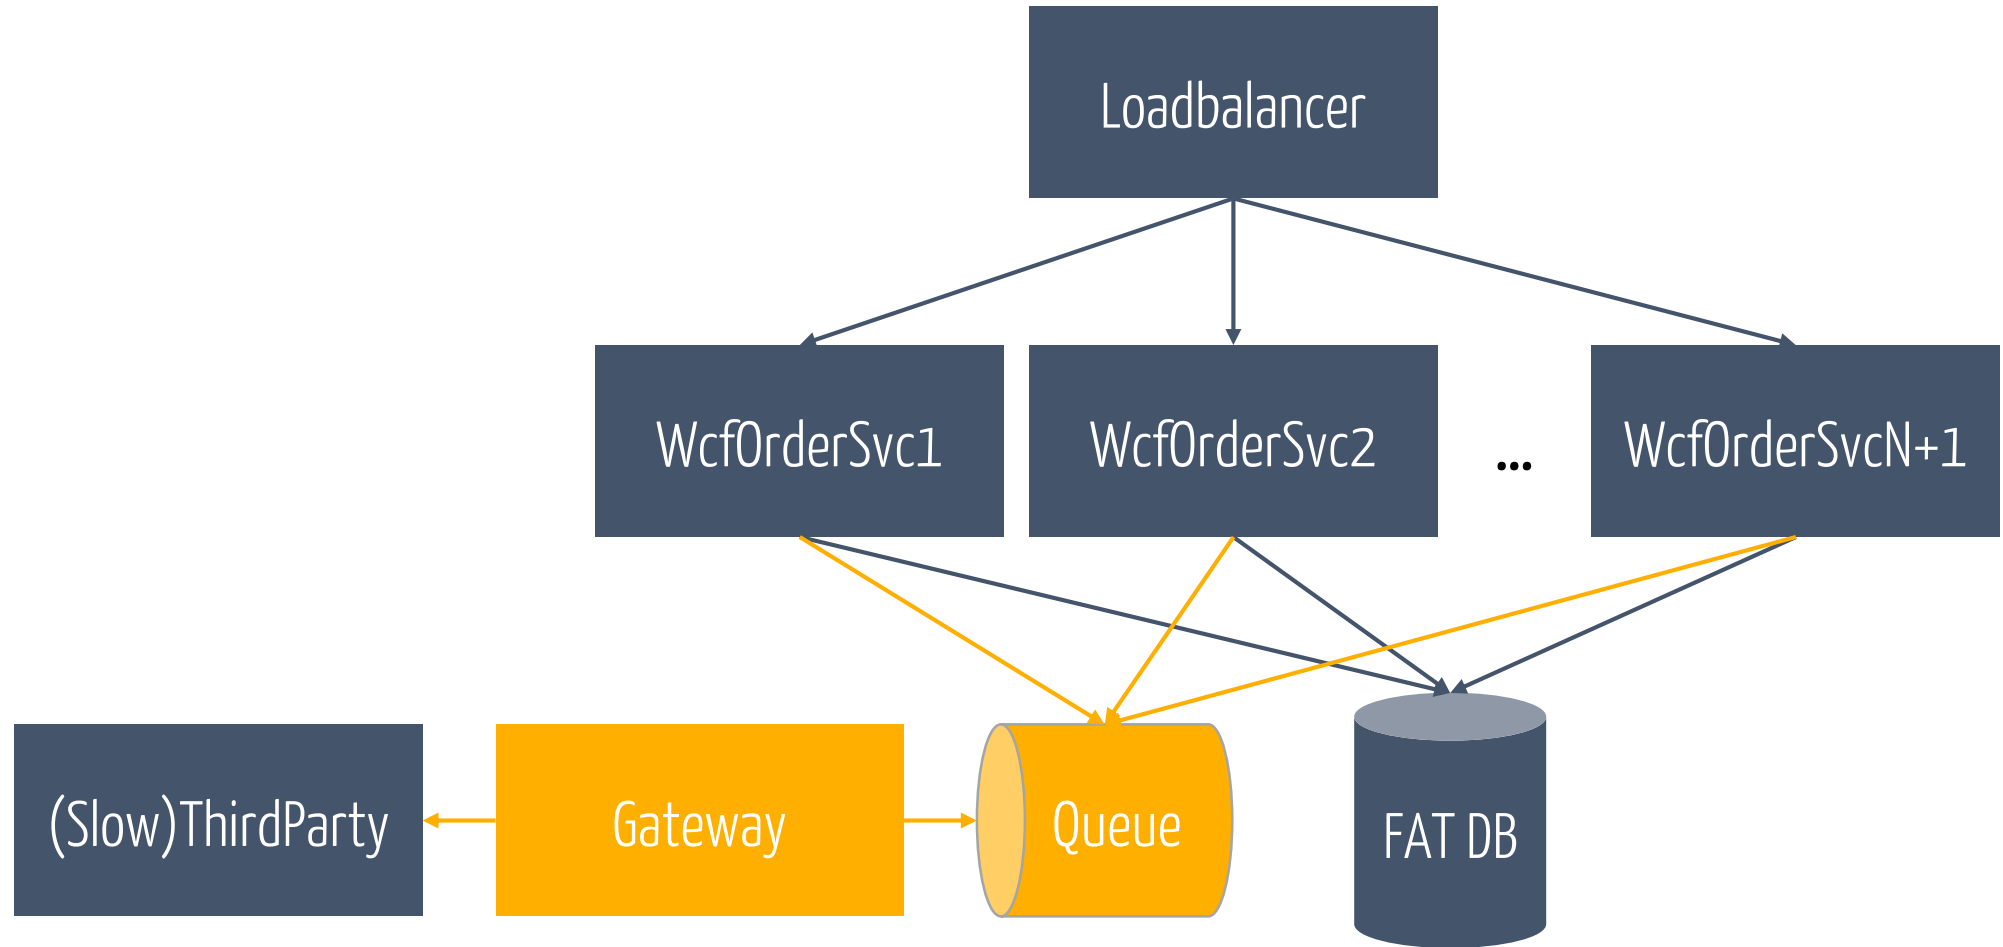 Loadbalancer
WcfOrderSvc1
WcfOrderSvc2
...
WcfOrderSvcN+1
(Slow)ThirdParty
Gateway
Queue
FAT DB